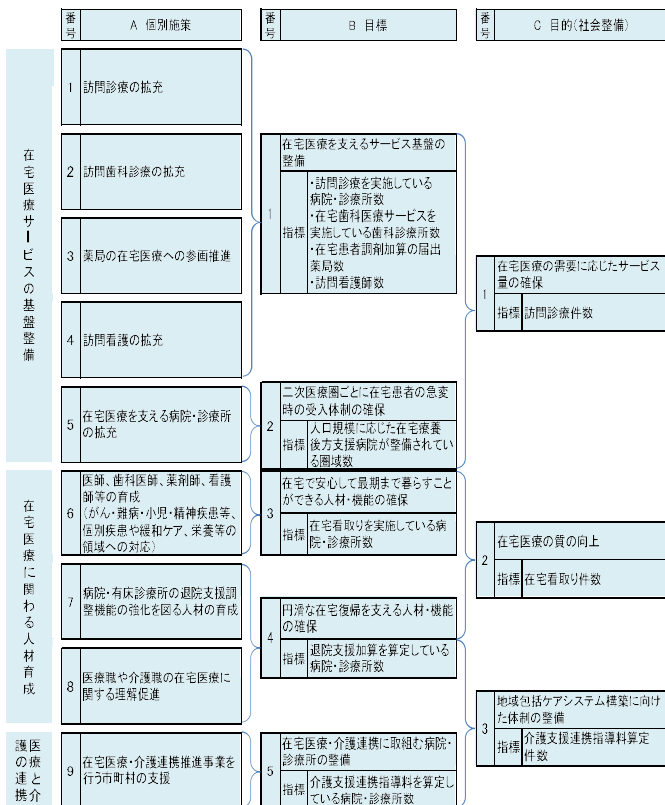 番号
A 個別施策
番号
B 目標
番号
C 目的(社会整備)
在宅医療サービスの基盤整備
1
訪問診療の拡充
2
訪問歯科診療の拡充
3
薬局の在宅医療への参画推進
4
訪問看護の拡充
5
在宅医療を支える病院・診療所
の拡充
在宅医療に関わる人材育成
6
医師、歯科医師、薬剤師、看護
師等の育成
(がん・難病・小児・精神疾患等、
個別疾患や緩和ケア、栄養等の
領域への対応)
7
病院・有床診療所の退院支援調
整機能の強化を図る人材の育成
8
医療職や介護職の在宅医療に
関する理解促進
医療と介
護の連携
9
在宅医療・介護連携推進事業を
行う市町村の支援
1
在宅医療を支えるサービス基盤の
整備
指標
・訪問診療を実施している
病院・診療所数
・在宅歯科医療サービスを
実施している歯科診療所数
・在宅患者調剤加算の届出
薬局数
・訪問看護師数
2
二次医療圏ごとに在宅患者の急変
時の受入体制の確保
指標
人口規模に応じた在宅療養
後方支援病院が整備されてい
る圏域数
3
在宅で安心して最期まで暮らすこと
ができる人材・機能の確保
指標
在宅看取りを実施している病
院・診療所数
4
円滑な在宅復帰を支える人材・機能
の確保
指標
退院支援加算を算定している
病院・診療所数
5
在宅医療・介護連携に取組む病院・
診療所の整備
指標
介護支援連携指導料を算定し
ている病院・診療所数
1
在宅医療の需要に応じたサービス
量の確保
指標
訪問診療件数
2
在宅医療の質の向上
指標
在宅看取り件数
3
地域包括ケアシステム構築に向け
た体制の整備
指標
介護支援連携指導料算定
件数